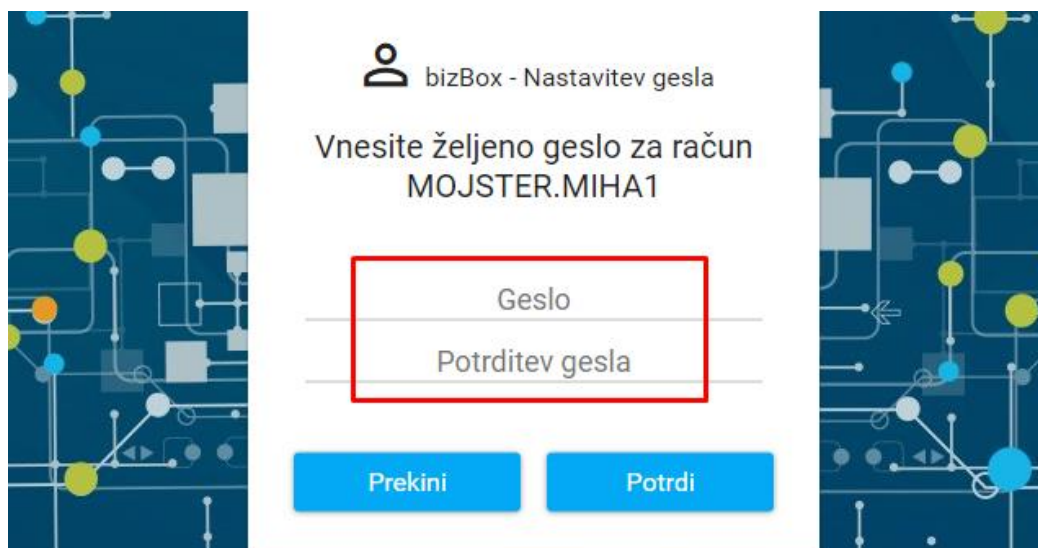 bizBox - Nastavitev gesla
Vnesite željeno geslo za račun
MOJSTER.MIHA1
Geslo
Potrditev gesla
Prekini Potrdi